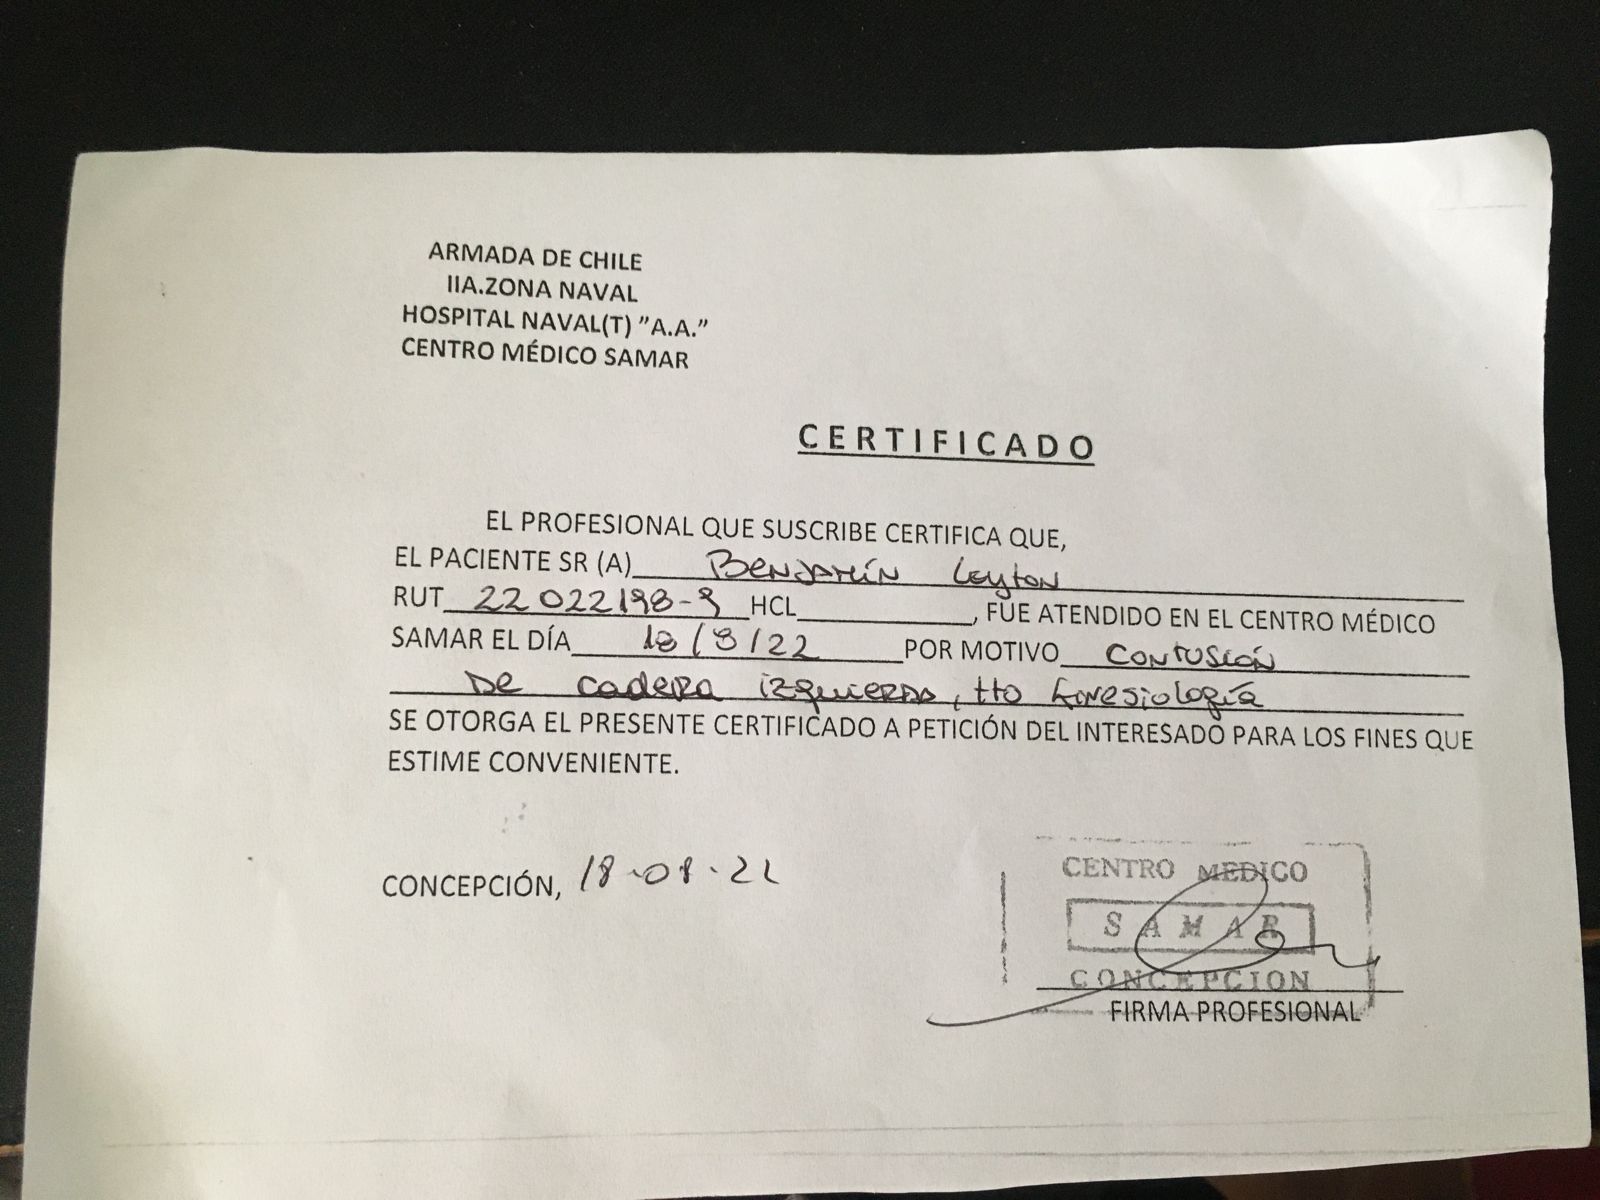 ARMADA DE CHILE
IIA.ZONA NAVAL
HOSPITAL NAVAL(T) "A.A."
CENTRO MÉDICO SAMAR
CERTIFICADO
EL PROFESIONAL QUE SUSCRIBE CERTIFICA QUE,
EL PACIENTE SR (A) Benjamín Leyton
RUT 22022198-9 HCL , FUE ATENDIDO EN EL CENTRO MÉDICO
SAMAR EL DÍA 18/8/22 POR MOTIVO CONTUSIÓN
De cadera izquierda, tto kinesiología
SE OTORGA EL PRESENTE CERTIFICADO A PETICIÓN DEL INTERESADO PARA LOS FINES QUE
ESTIME CONVENIENTE.
CONCEPCIÓN, 18-08-22
CENTRO MEDICO
SAMAR
CONCEPCION
FIRMA PROFESIONAL